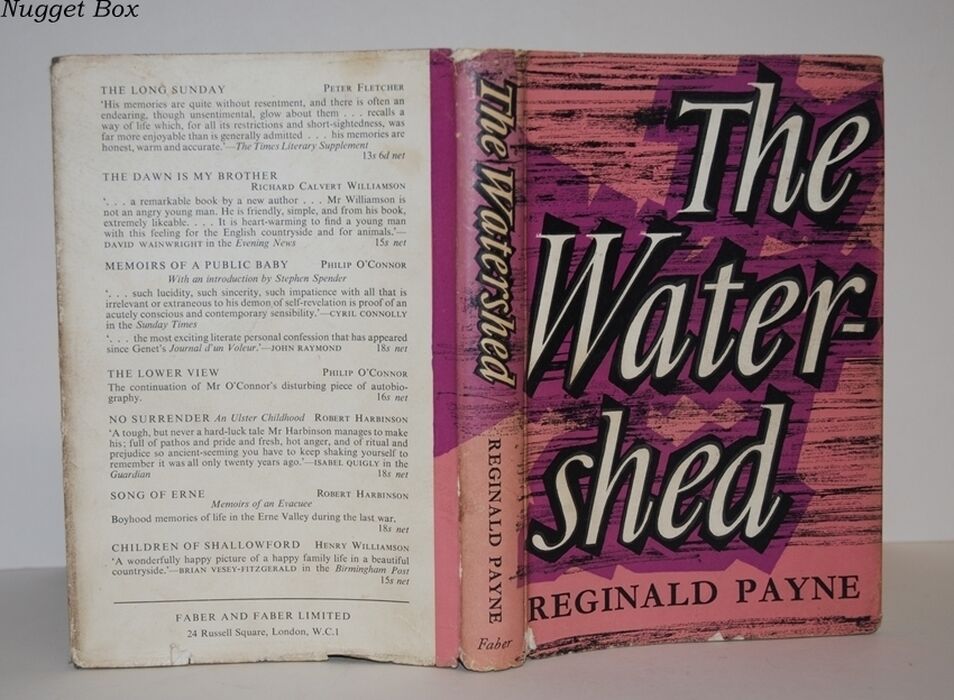 Nugget Box
THE LONG SUNDAY PETER FLETCHER
'His memories are quite without resentment, and there is often an
endearing, though unsentimental, glow about them . . . recalls a
way of life which, for all its restrictions and short-sightedness, was
far more enjoyable than is generally admitted . . . his memories are
honest, warm and accurate.'—The Times Literary Supplement
13s 6d net
THE DAWN IS MY BROTHER
RICHARD CALVERT WILLIAMSON
'. . . a remarkable book by a new author . . . Mr Williamson is
not an angry young man. He is friendly, simple, and from his book,
extremely likeable. . . . It is heart-warming to find a young man
with this feeling for the English countryside and for animals.'—
DAVID WAINWRIGHT in the Evening News 15s net
MEMOIRS OF A PUBLIC BABY PHILIP O'CONNOR
With an introduction by Stephen Spender
'. . . such lucidity, such sincerity, such impatience with all that is
irrelevant or extraneous to his demon of self-revelation is proof of an
acutely conscious and contemporary sensibility.'—CYRIL CONNOLLY
in the Sunday Times
'. . . the most exciting literate personal confession that has appeared
since Genet's Journal d'un Voleur.'—JOHN RAYMOND 18s net
THE LOWER VIEW PHILIP O'CONNOR
The continuation of Mr O'Connor's disturbing piece of autobio-
graphy. 16s net
NO SURRENDER An Ulster Childhood ROBERT HARBINSON
'A tough, but never a hard-luck tale Mr Harbinson manages to make
his; full of pathos and pride and fresh, hot anger, and of ritual and
prejudice so ancient-seeming you have to keep shaking yourself to
remember it was all only twenty years ago.'—ISABEL QUIGLY in the
Guardian 18s net
SONG OF ERNE ROBERT HARBINSON
Memoirs of an Evacuee
Boyhood memories of life in the Erne Valley during the last war.
18s net
CHILDREN OF SHALLOWFORD HENRY WILLIAMSON
'A wonderfully happy picture of a happy family life in a beautiful
countryside.'—BRIAN VESEY-FITZGERALD in the Birmingham Post
15s net
FABER AND FABER LIMITED
24 Russell Square, London, W.C.1
The Watershed
REGINALD PAYNE
Faber
The
Water-
shed
REGINALD PAYNE